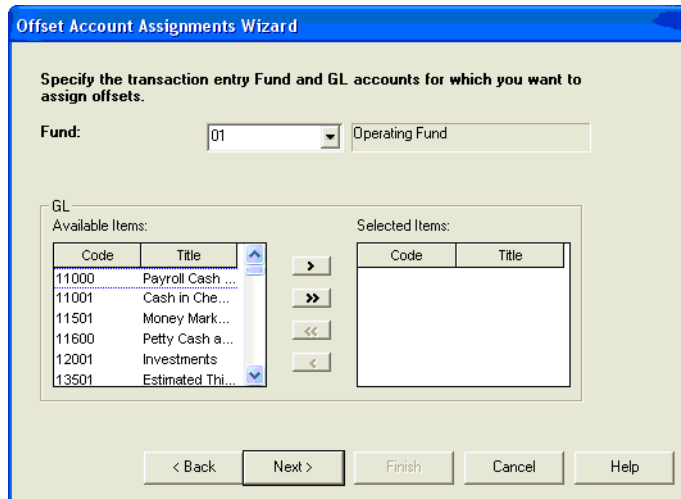 Offset Account Assignments Wizard
Specify the transaction entry Fund and GL accounts for which you want to
assign offsets.
Fund: 01 Operating Fund
GL
Available Items: Selected Items:
Code Title > Code Title
11000 Payroll Cash ...
11001 Cash in Che... >>
11501 Money Mark...
11600 Petty Cash a... <<
12001 Investments <
13501 Estimated Thi...
< Back Next > Finish Cancel Help